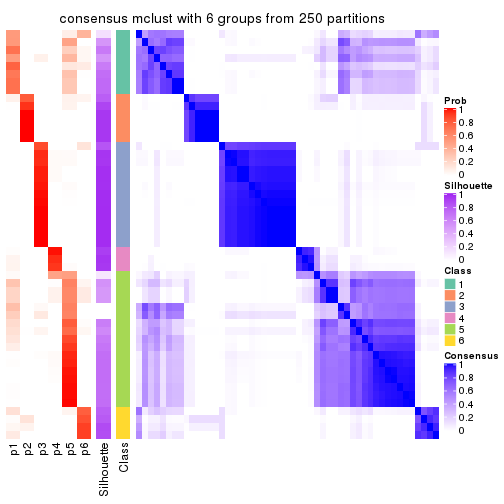 consensus mclust with 6 groups from 250 partitions
Prob
1
0.8
0.6
0.4
0.2
0
Silhouette
1
0.8
0.6
0.4
0.2
0
Class
1
2
3
4
5
6
Consensus
1
0.8
0.6
0.4
0.2
0
p1
p2
p3
p4
p5
p6
Silhouette
Class